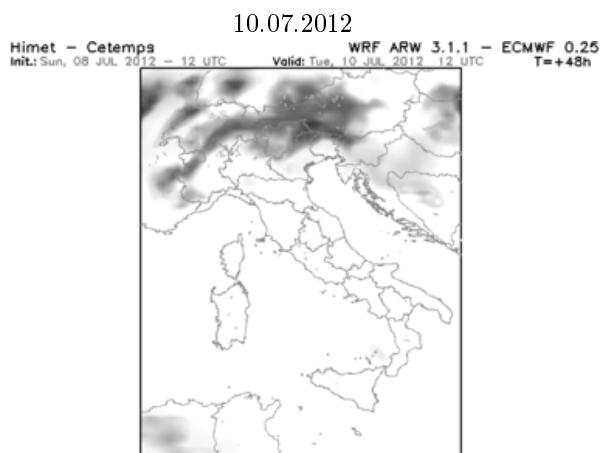 10.07.2012
Himet - Cetemps WRF ARW 3.1.1 - ECMWF 0.25
Init.: Sun, 08 JUL 2012 - 12 UTC Valid: Tue, 10 JUL 2012 12 UTC T=+48h